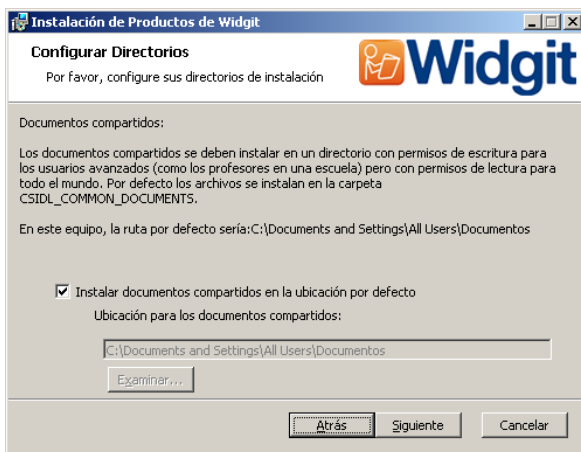 Instalación de Productos de Widgit
Configurar Directorios
Por favor, configure sus directorios de instalación
Widgit
Documentos compartidos:
Los documentos compartidos se deben instalar en un directorio con permisos de escritura para
los usuarios avanzados (como los profesores en una escuela) pero con permisos de lectura para
todo el mundo. Por defecto los archivos se instalan en la carpeta
CSIDL_COMMON_DOCUMENTS.
En este equipo, la ruta por defecto sería:C:\Documents and Settings\All Users\Documentos
Instalar documentos compartidos en la ubicación por defecto
Ubicación para los documentos compartidos:
C:\Documents and Settings\All Users\Documentos
Examinar...
Atrás
Siguiente
Cancelar